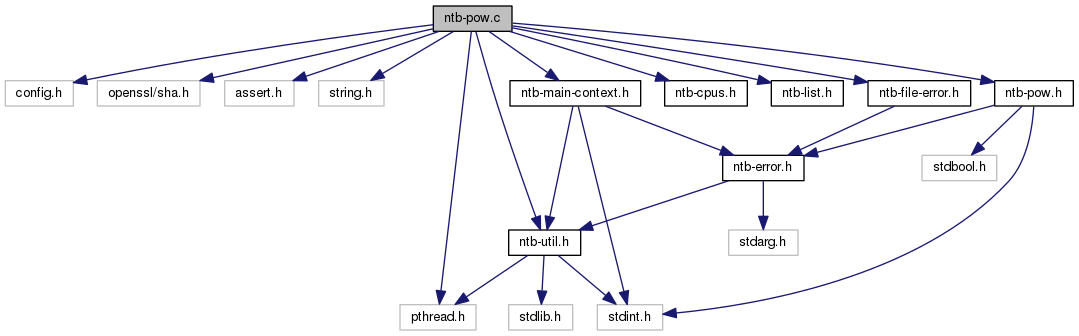 ntb-pow.c
config.h
openssl/sha.h
assert.h
string.h
ntb-main-context.h
ntb-cpus.h
ntb-list.h
ntb-file-error.h
ntb-pow.h
ntb-error.h
stdbool.h
ntb-util.h
stdarg.h
pthread.h
stdlib.h
stdint.h